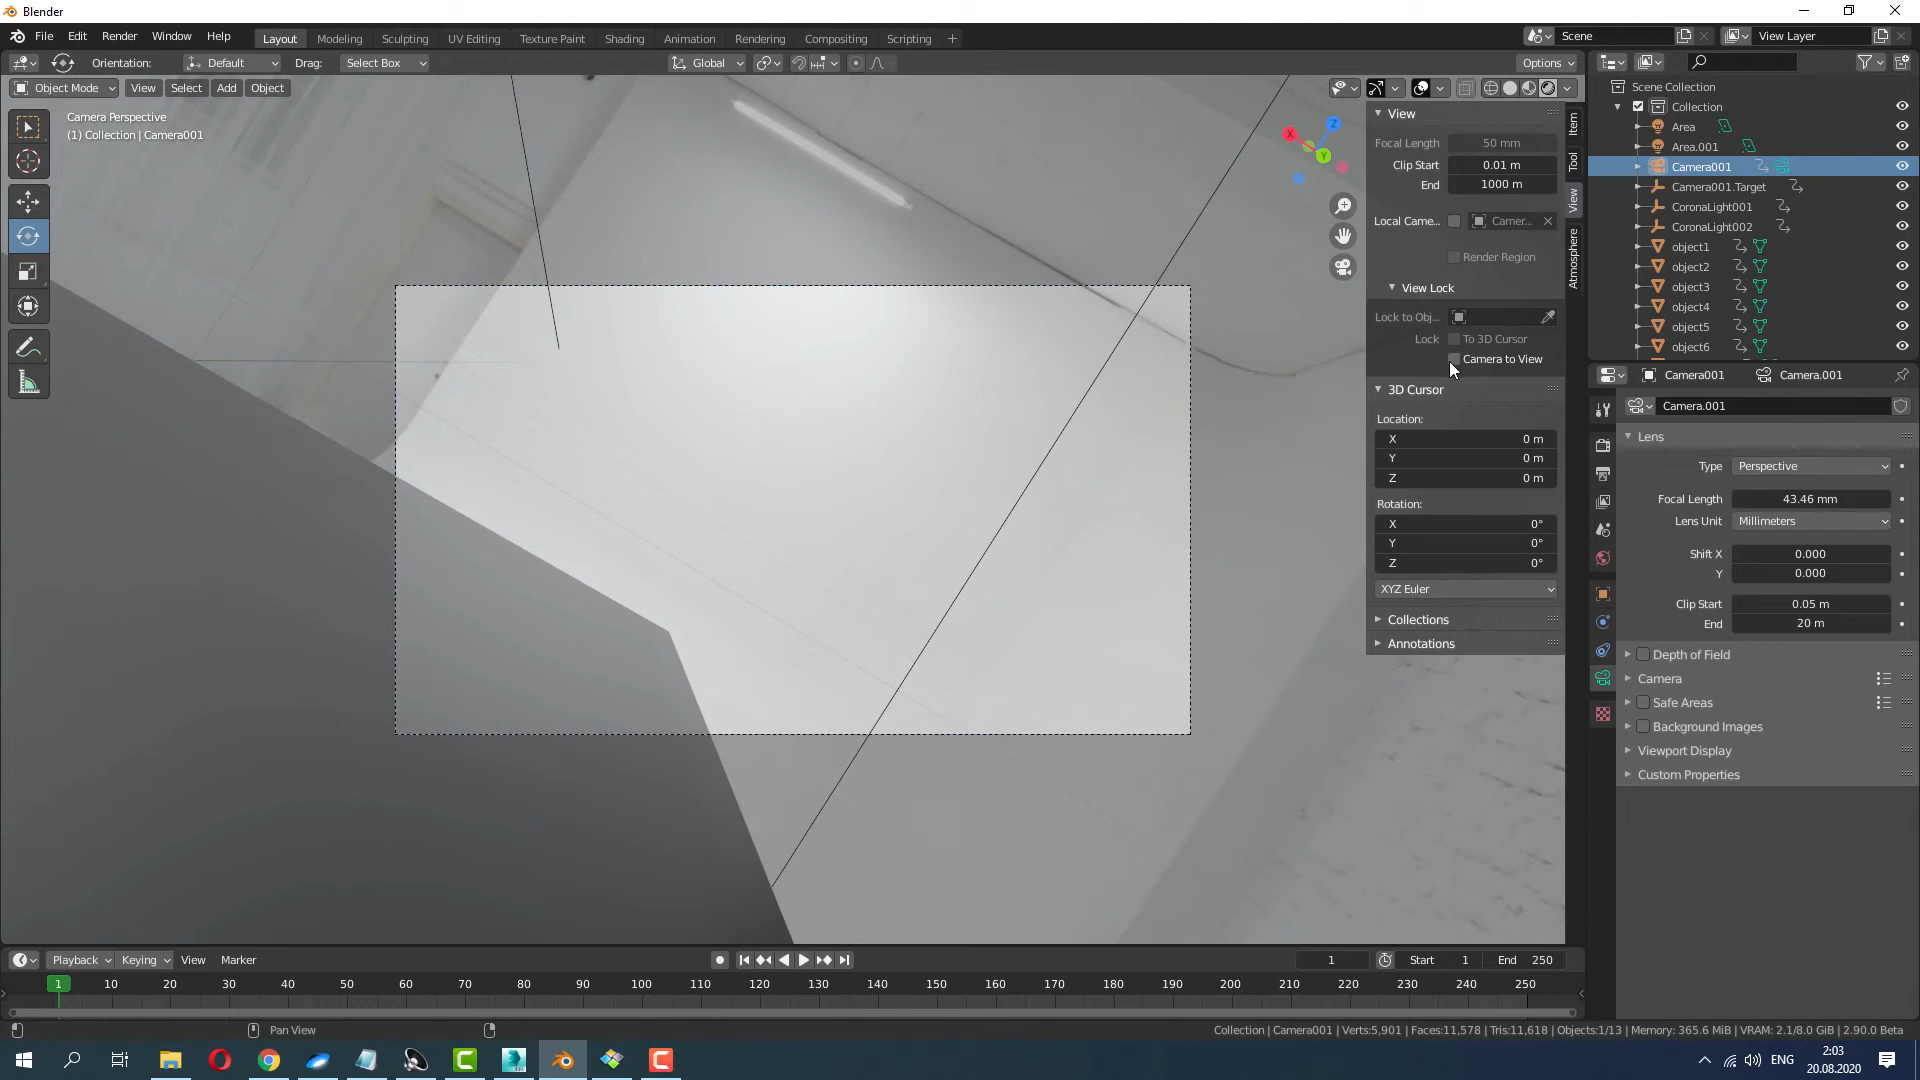 Blender
File Edit Render Window Help
Layout Modeling Sculpting UV Editing Texture Paint Shading Animation Rendering Compositing Scripting
Scene View Layer
Orientation: Default Drag: Select Box Global Options
Object Mode View Select Add Object
Camera Perspective
(1) Collection | Camera001
View
Focal Length 50 mm
Clip Start 0.01 m
End 1000 m
Local Came... Camer...
Render Region
View Lock
Lock to Obj...
Lock To 3D Cursor
Camera to View
3D Cursor
Location:
X 0 m
Y 0 m
Z 0 m
Rotation:
X 0°
Y 0°
Z 0°
XYZ Euler
Collections
Annotations
Item
Tool
View
Atmosphere
X
Z
Y
Scene Collection
Collection
Area
Area.001
Camera001
Camera001.Target
CoronaLight001
CoronaLight002
object1
object2
object3
object4
object5
object6
Camera001 Camera.001
Camera.001
Lens
Type Perspective
Focal Length 43.46 mm
Lens Unit Millimeters
Shift X 0.000
Y 0.000
Clip Start 0.05 m
End 20 m
Depth of Field
Camera
Safe Areas
Background Images
Viewport Display
Custom Properties
Playback Keying View Marker 1 Start 1 End 250
1 10 20 30 40 50 60 70 80 90 100 110 120 130 140 150 160 170 180 190 200 210 220 230 240 250
Pan View
Collection | Camera001 | Verts:5,901 | Faces:11,578 | Tris:11,618 | Objects:1/13 | Memory: 365.6 MiB | VRAM: 2.1/8.0 GiB | 2.90.0 Beta
ENG
2:03
20.08.2020